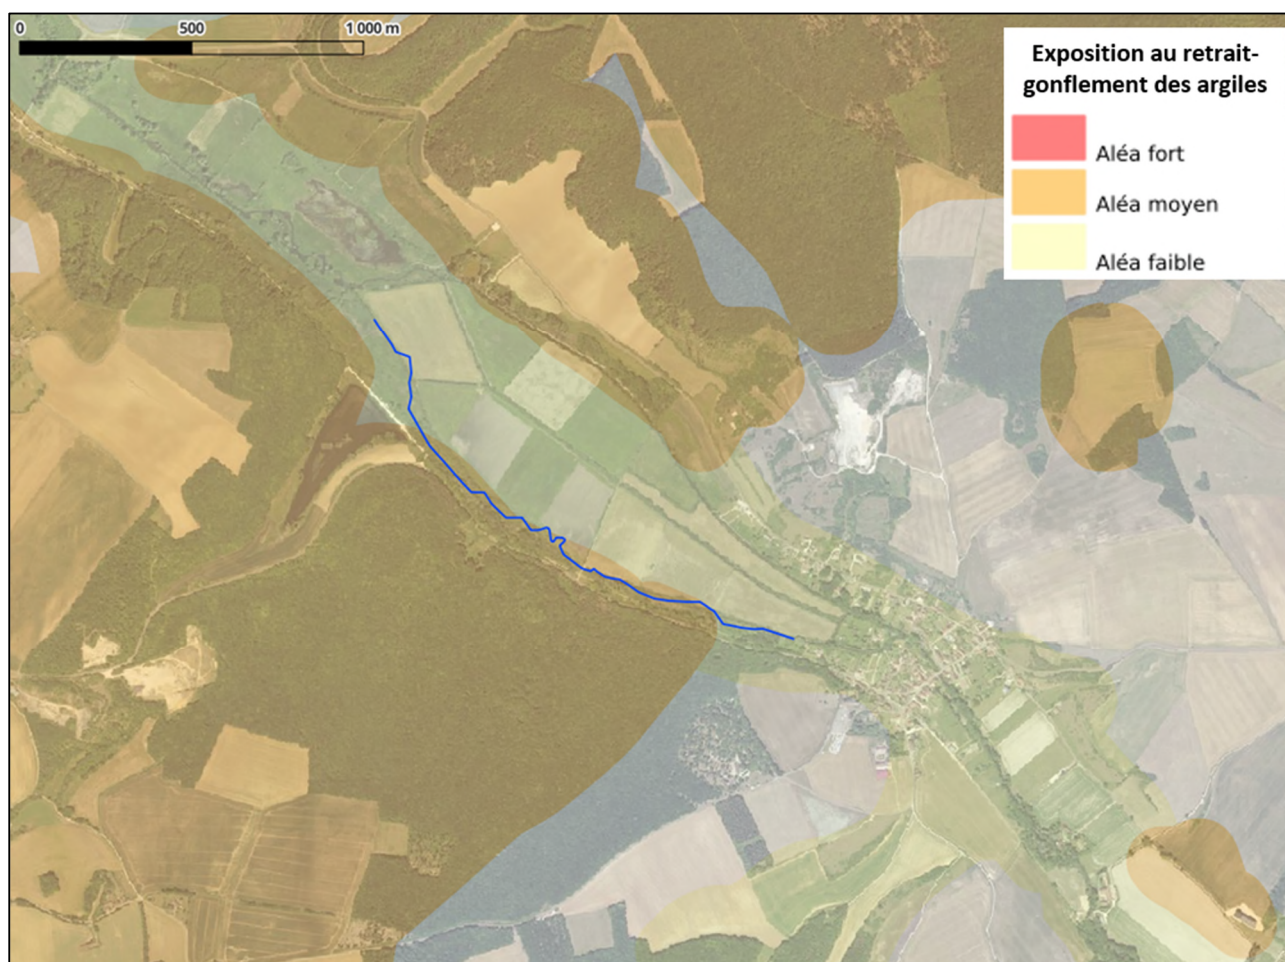 0 500 1 000 m
Exposition au retrait-
gonflement des argiles
Aléa fort
Aléa moyen
Aléa faible